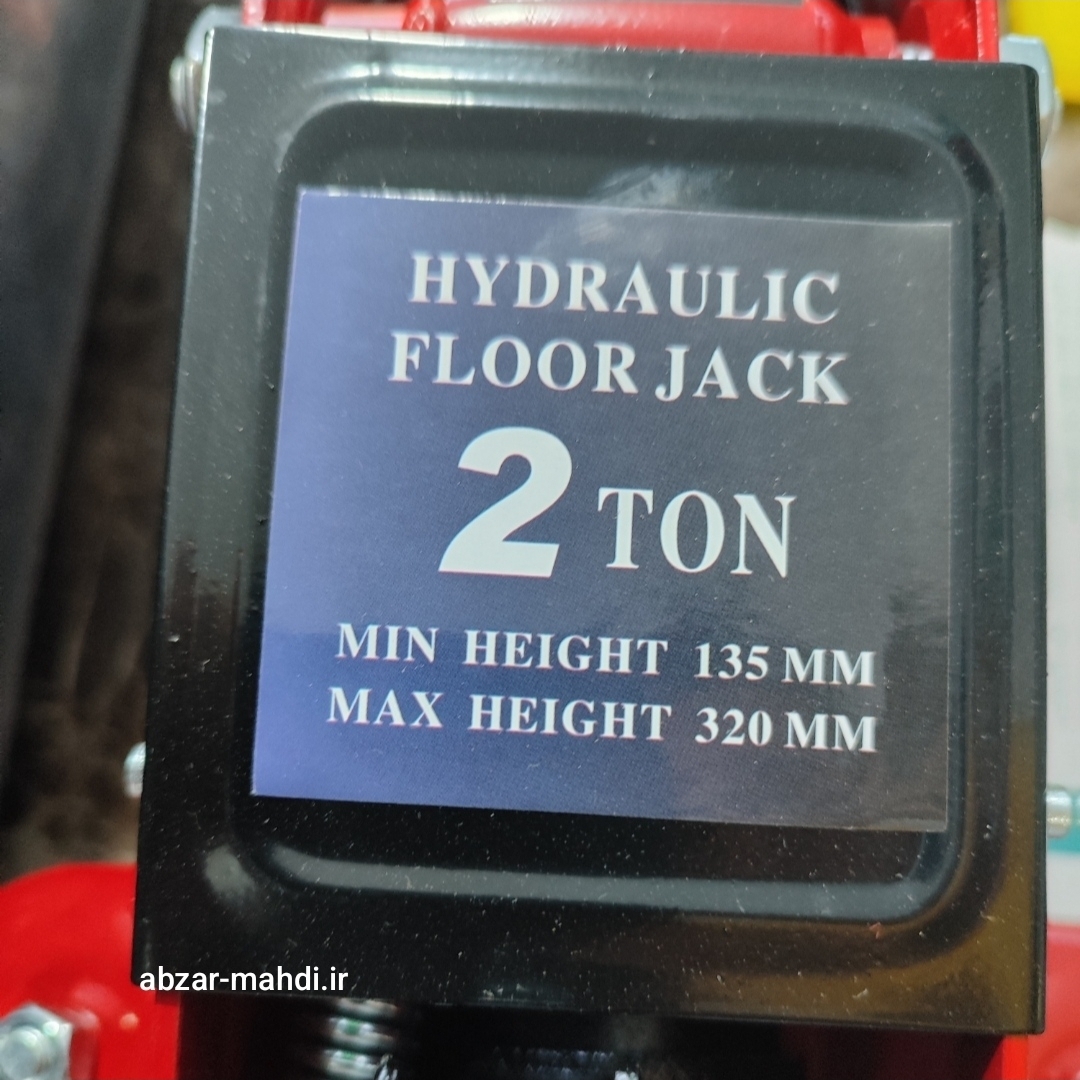 HYDRAULIC
FLOOR JACK
2 TON
MIN HEIGHT 135 MM
MAX HEIGHT 320 MM
abzar-mahdi.ir